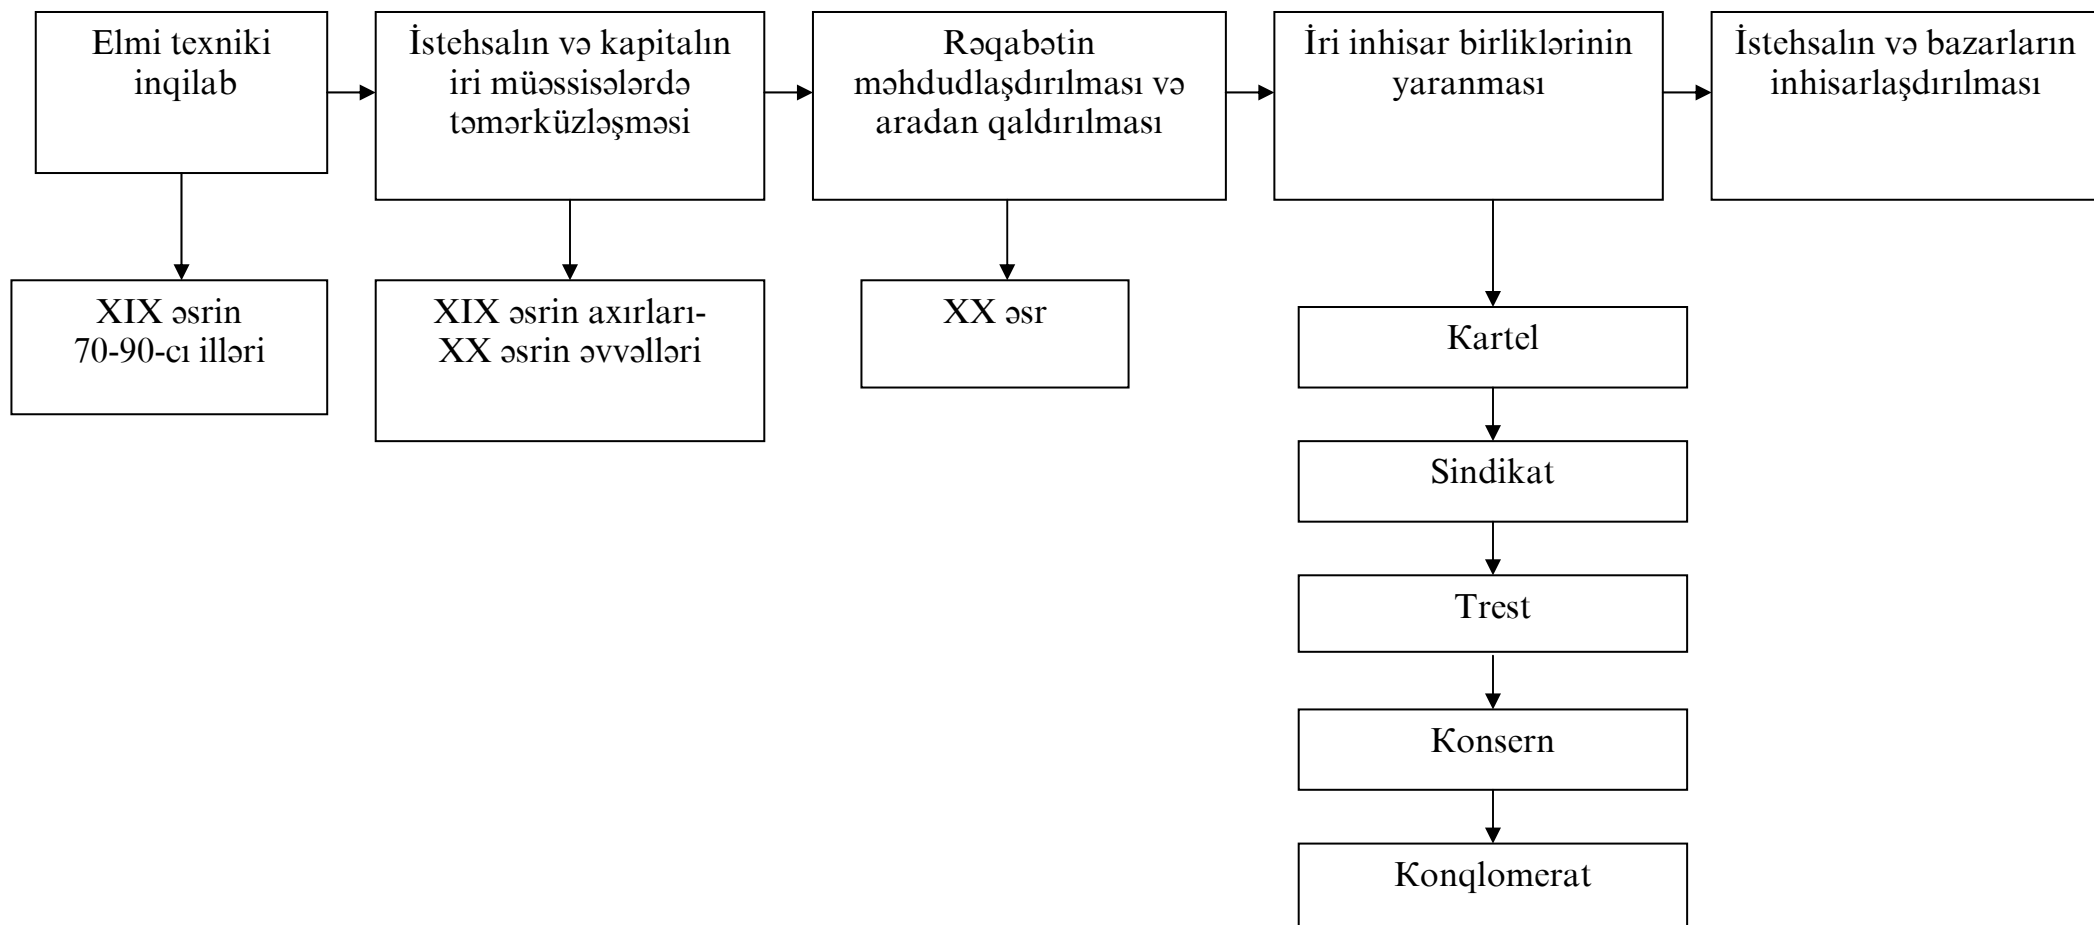 Elmi texniki
inqilab
İstehsalın və kapitalın
iri müəssisələrdə
təmərküzləşməsi
Rəqabətin
məhdudlaşdırılması və
aradan qaldırılması
İri inhisar birliklərinin
yaranması
İstehsalın və bazarların
inhisarlaşdırılması
XIX əsrin
70-90-cı illəri
XIX əsrin axırları-
XX əsrin əvvəlləri
XX əsr
Kartel
Sindikat
Trest
Konsern
Konqlomerat